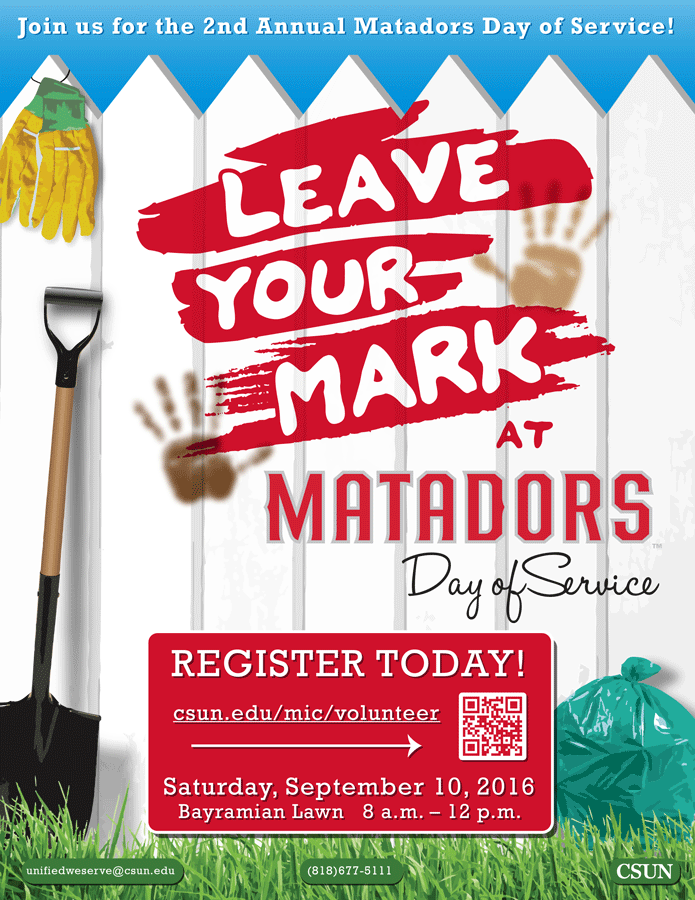 Join us for the 2nd Annual Matadors Day of Service!
LEAVE
YOUR
MARK
AT
MATADORS™
Day of Service
REGISTER TODAY!
csun.edu/mic/volunteer
Saturday, September 10, 2016
Bayramian Lawn 8 a.m. – 12 p.m.
unifiedweserve@csun.edu
(818)677-5111
CSUN